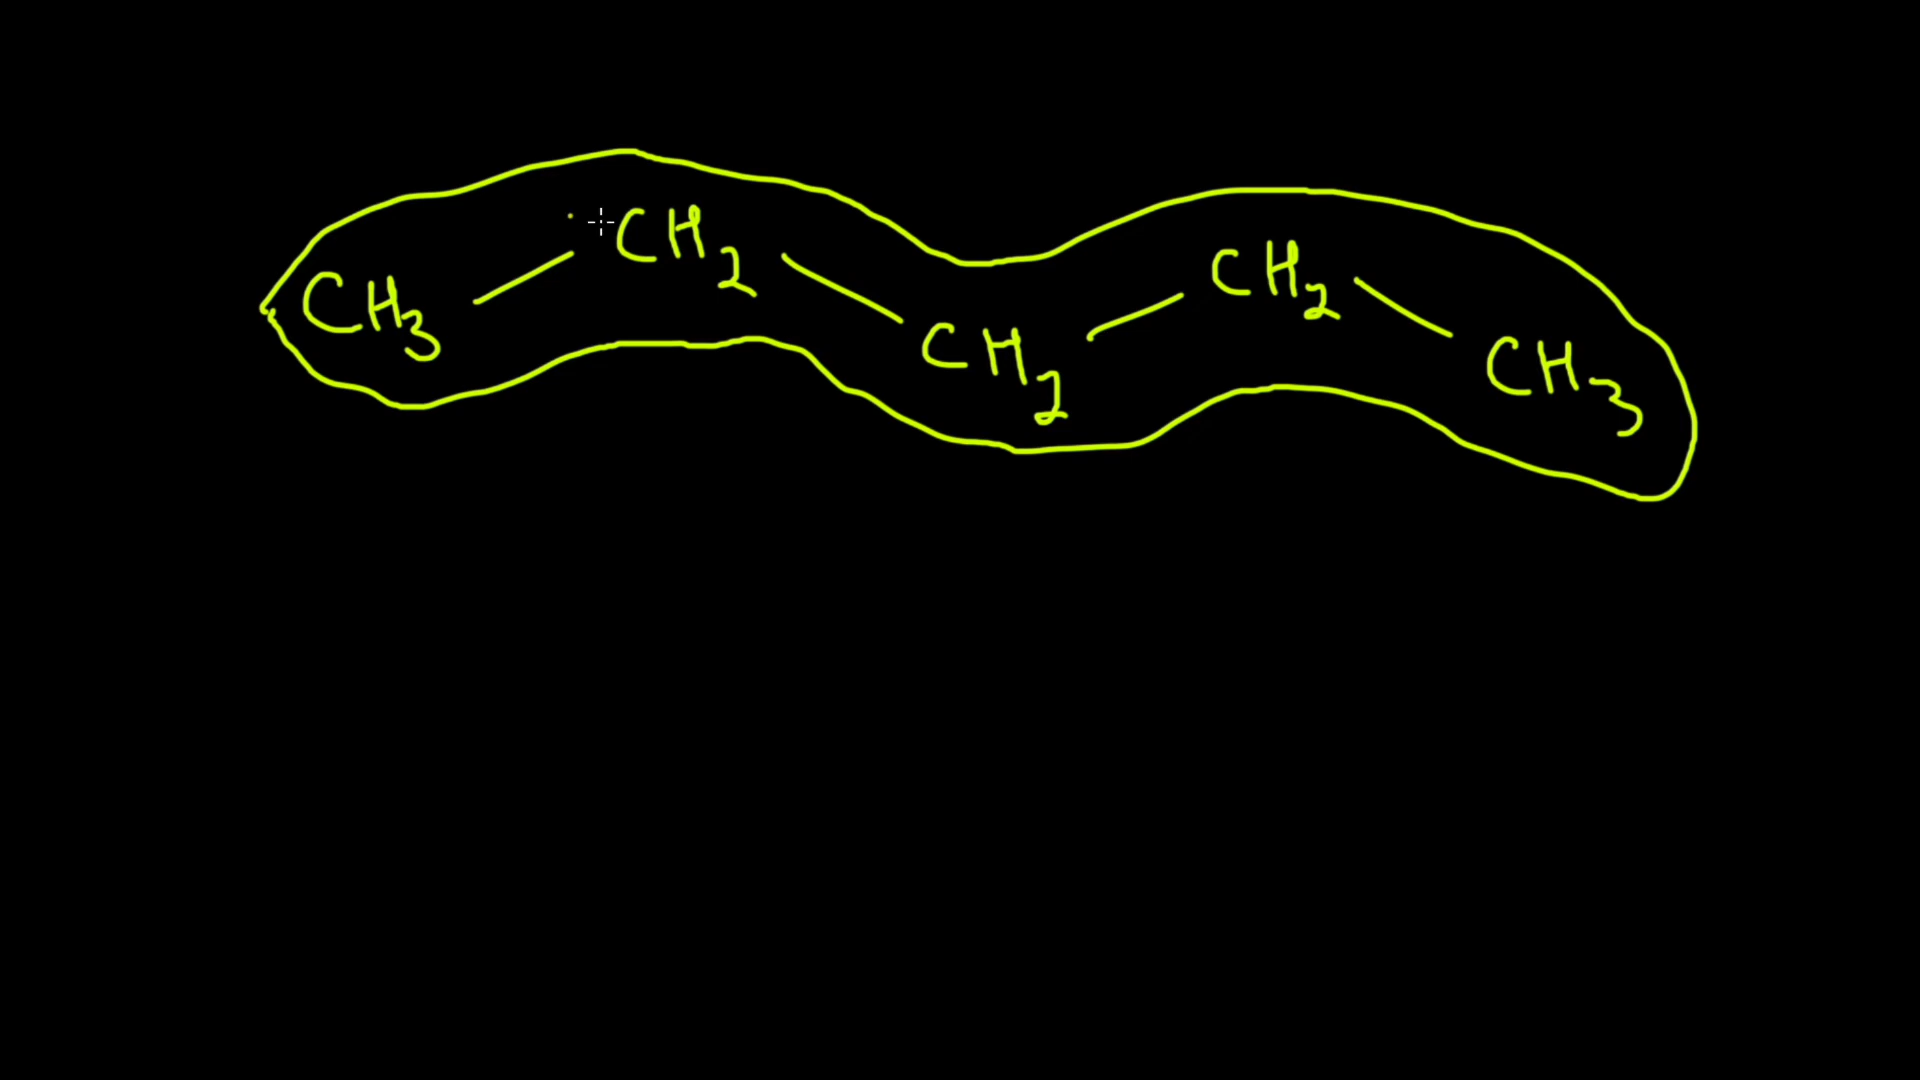 CH₃ — CH₂ — CH₂ — CH₂ — CH₃